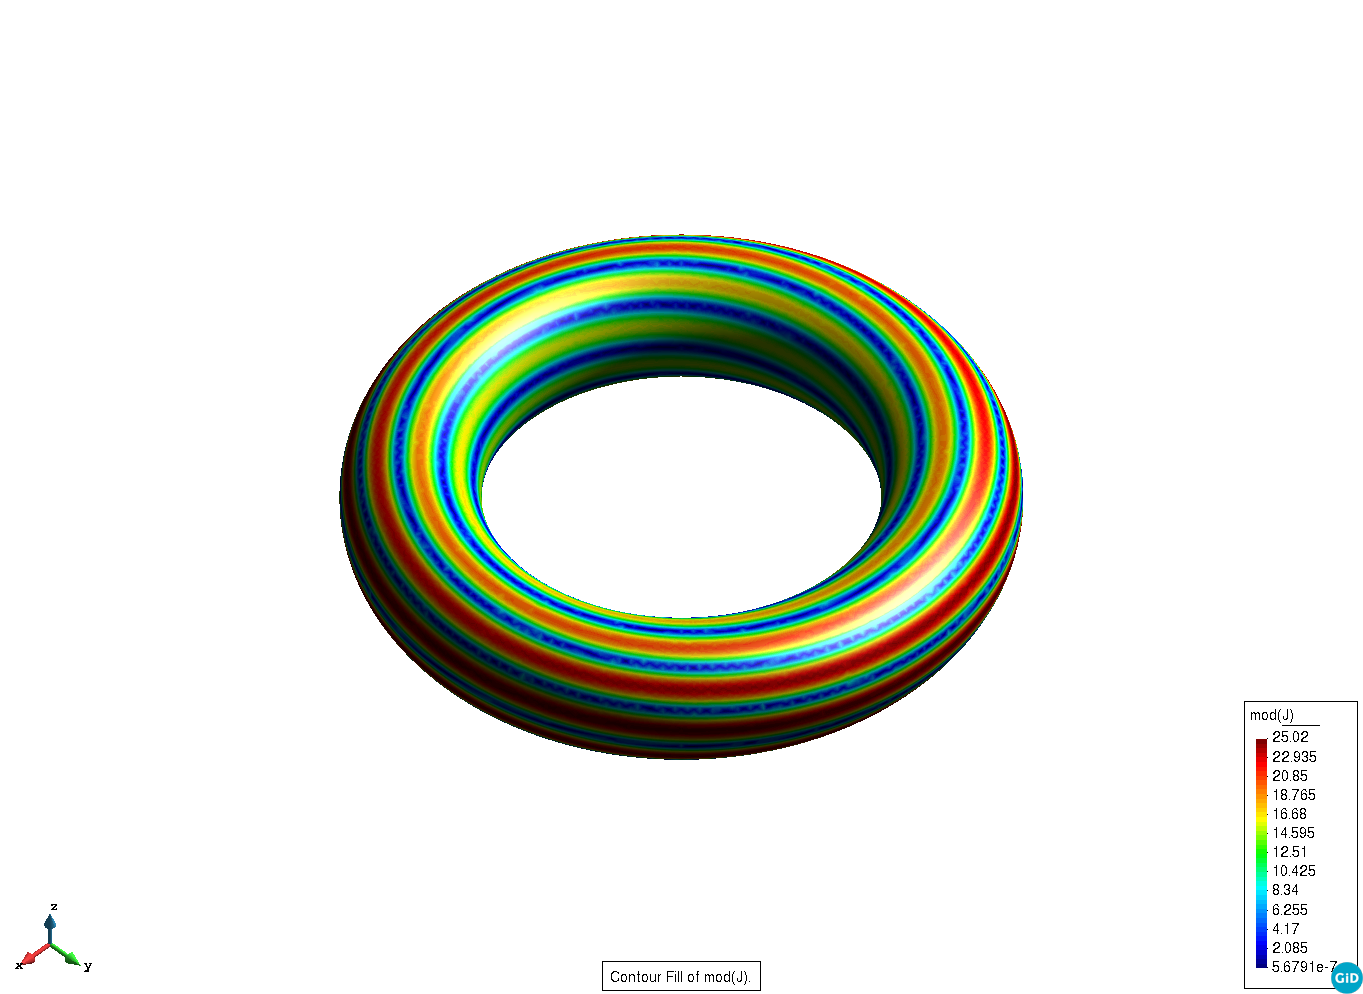 mod(J)
25.02
22.935
20.85
18.765
16.68
14.595
12.51
10.425
8.34
6.255
4.17
2.085
5.6791e-7
GiD
z
x
y
Contour Fill of mod(J).